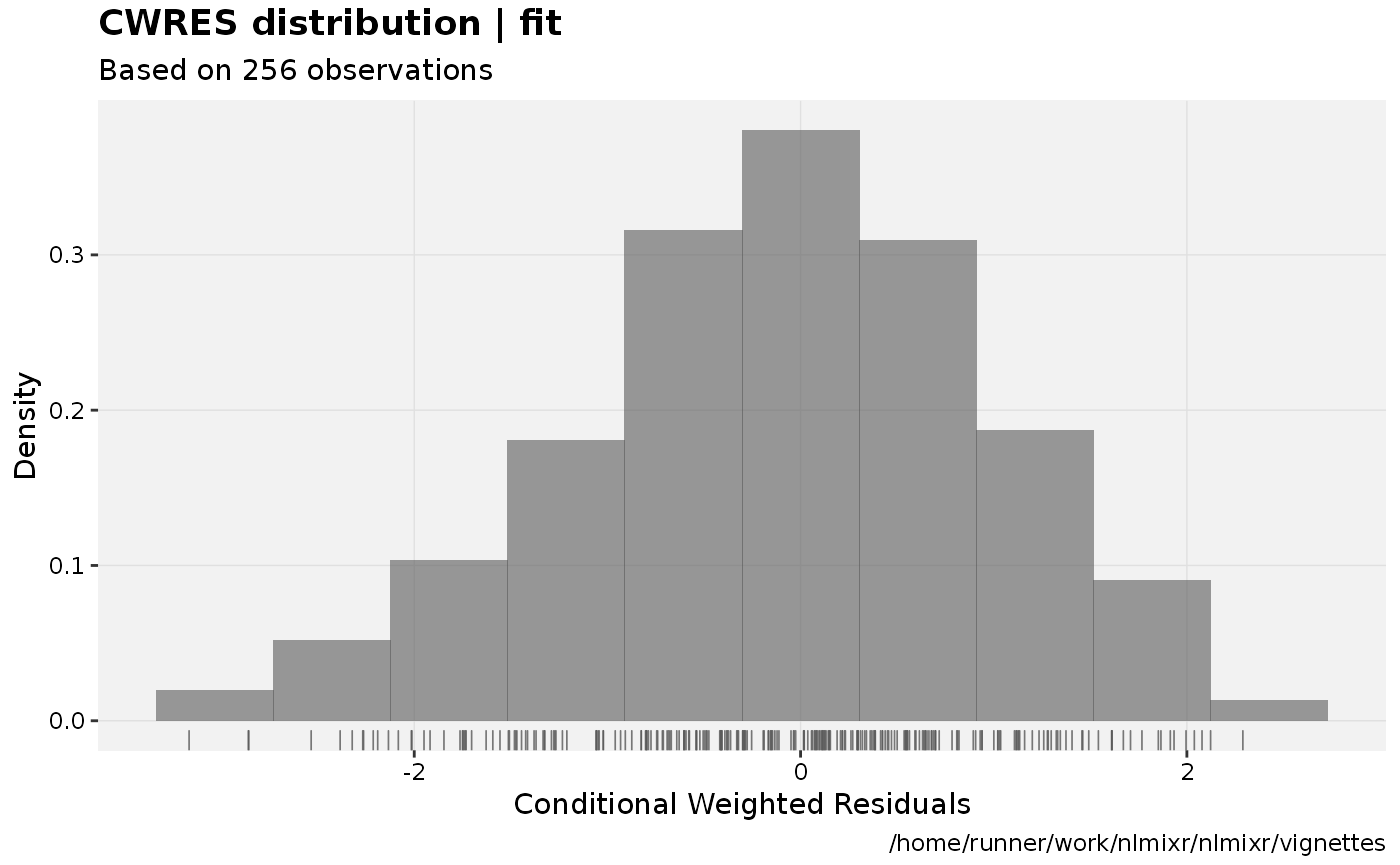 CWRES distribution | fit
Based on 256 observations
Density
0.3
0.2
0.1
0.0
-2 0 2
Conditional Weighted Residuals
/home/runner/work/nlmixr/nlmixr/vignettes